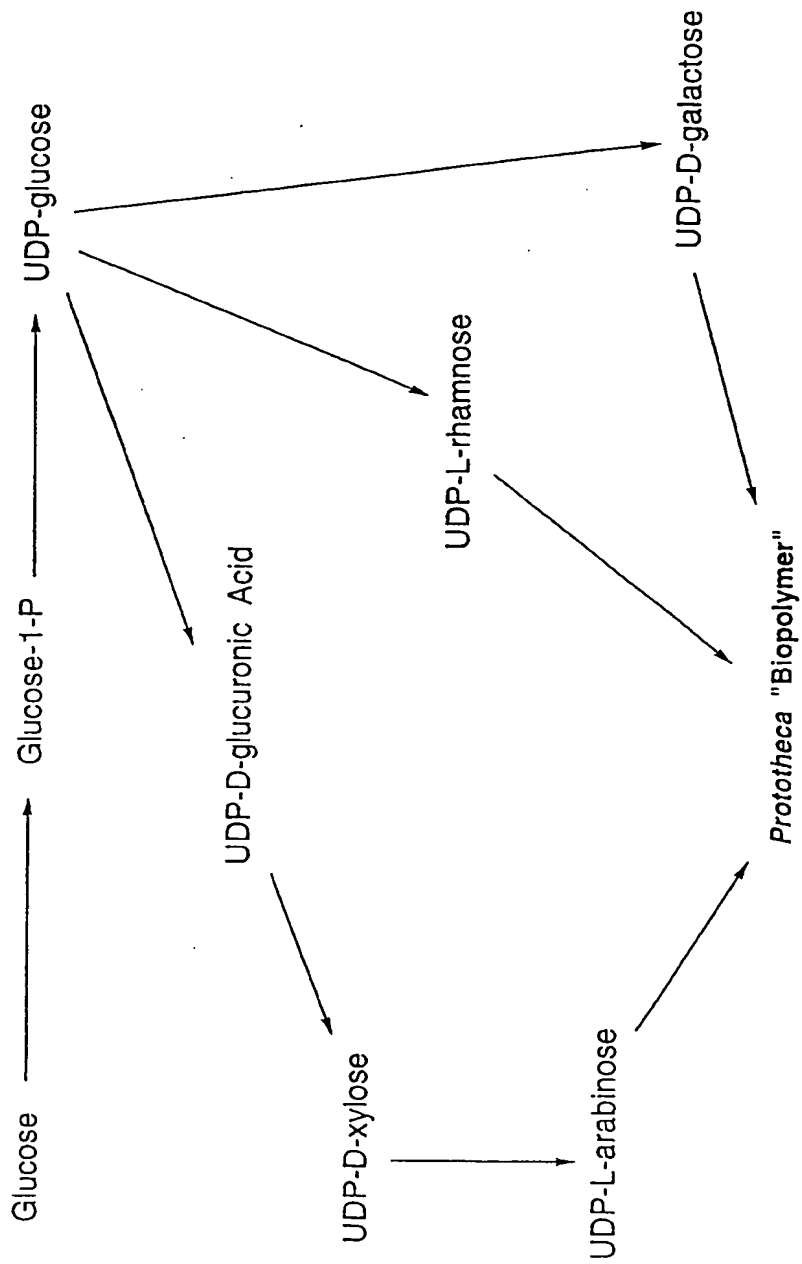 Glucose
Glucose-1-P
UDP-glucose
UDP-D-glucuronic Acid
UDP-D-xylose
UDP-L-rhamnose
UDP-L-arabinose
UDP-D-galactose
Prototheca "Biopolymer"